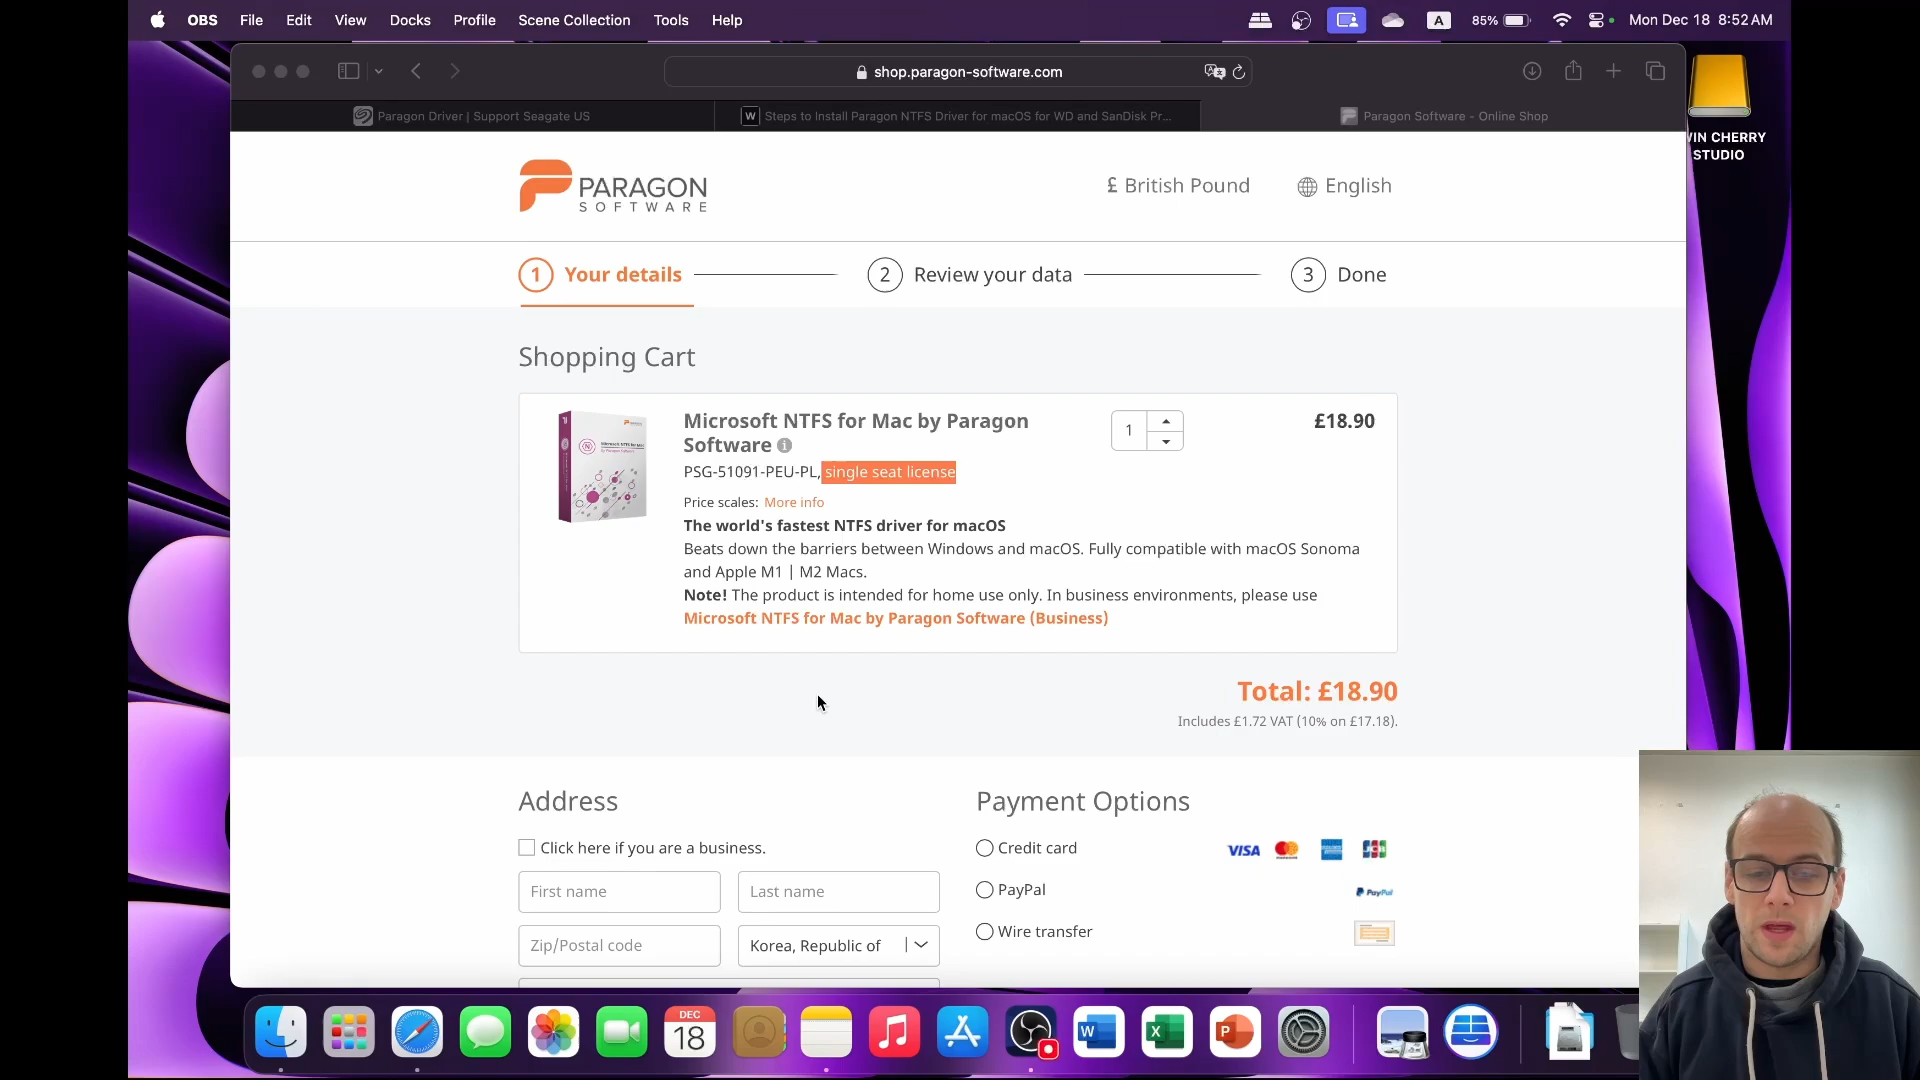 OBS File Edit View Docks Profile Scene Collection Tools Help A 85% Mon Dec 18 8:52 AM
shop.paragon-software.com
Paragon Driver | Support Seagate US
W Steps to Install Paragon NTFS Driver for macOS for WD and SanDisk Pr...
Paragon Software - Online Shop
WIN CHERRY
STUDIO
PARAGON
SOFTWARE
£ British Pound
English
1 Your details
2 Review your data
3 Done
Shopping Cart
Microsoft NTFS for Mac by Paragon
Software
1
£18.90
PSG-51091-PEU-PL, single seat license
Price scales: More info
The world's fastest NTFS driver for macOS
Beats down the barriers between Windows and macOS. Fully compatible with macOS Sonoma
and Apple M1 | M2 Macs.
Note! The product is intended for home use only. In business environments, please use
Microsoft NTFS for Mac by Paragon Software (Business)
Total: £18.90
Includes £1.72 VAT (10% on £17.18).
Address
Click here if you are a business.
First name
Last name
Zip/Postal code
Korea, Republic of
Payment Options
Credit card
VISA
PayPal
PayPal
Wire transfer
DEC
18
W
X
P